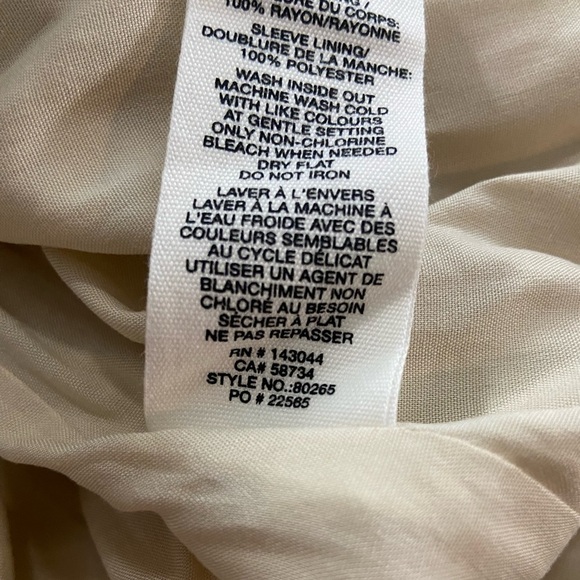 DU CORPS:
100% RAYON/RAYONNE
SLEEVE LINING/
DOUBLURE DE LA MANCHE:
100% POLYESTER
WASH INSIDE OUT
MACHINE WASH COLD
WITH LIKE COLOURS
AT GENTLE SETTING
ONLY NON-CHLORINE
BLEACH WHEN NEEDED
DRY FLAT
DO NOT IRON
LAVER À L'ENVERS
LAVER À LA MACHINE À
L'EAU FROIDE AVEC DES
COULEURS SEMBLABLES
AU CYCLE DÉLICAT
UTILISER UN AGENT DE
BLANCHIMENT NON
CHLORÉ AU BESOIN
SÉCHER À PLAT
NE PAS REPASSER
RN # 143044
CA# 58734
STYLE NO.:80265
PO # 22565